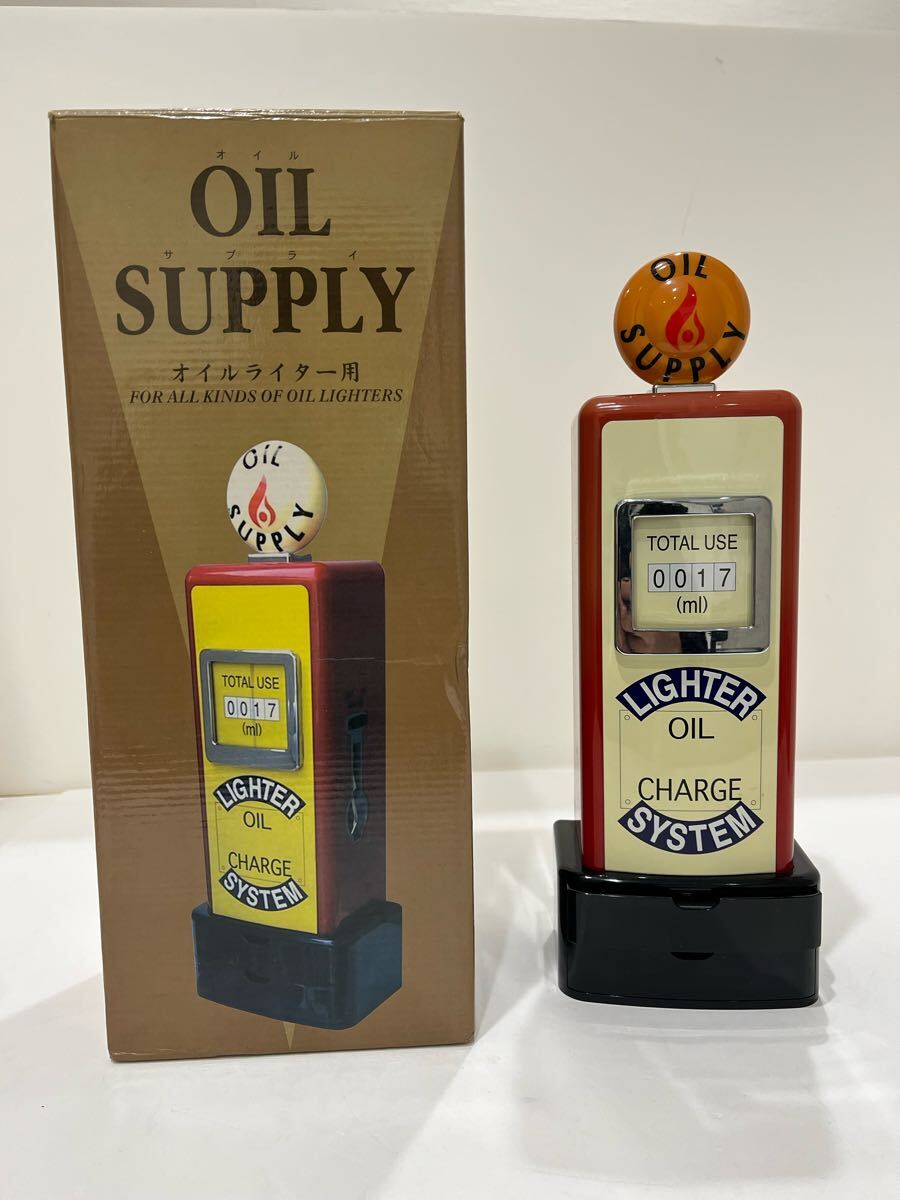 オイル
OIL
サプライ
SUPPLY
オイルライター用
FOR ALL KINDS OF OIL LIGHTERS
OIL
SUPPLY
TOTAL USE
0017
(ml)
LIGHTER
OIL
CHARGE
SYSTEM
OIL
SUPPLY
TOTAL USE
0017
(ml)
LIGHTER
OIL
CHARGE
SYSTEM